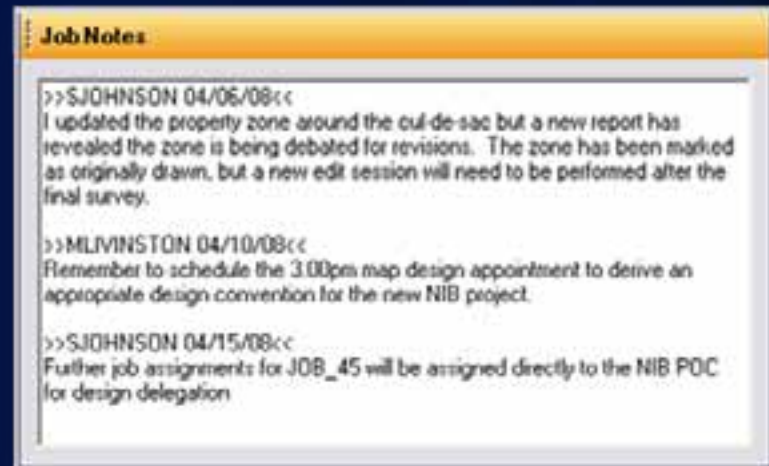 Job Notes
>>SJOHNSON 04/06/08<<
I updated the property zone around the cul-de-sac but a new report has
revealed the zone is being debated for revisions.  The zone has been marked
as originally drawn, but a new edit session will need to be performed after the
final survey.
>>MLIVINSTON 04/10/08<<
Remember to schedule the 3:00pm map design appointment to derive an
appropriate design convention for the new NIB project.
>>SJOHNSON 04/15/08<<
Further job assignments for JOB_45 will be assigned directly to the NIB POC
for design delegation